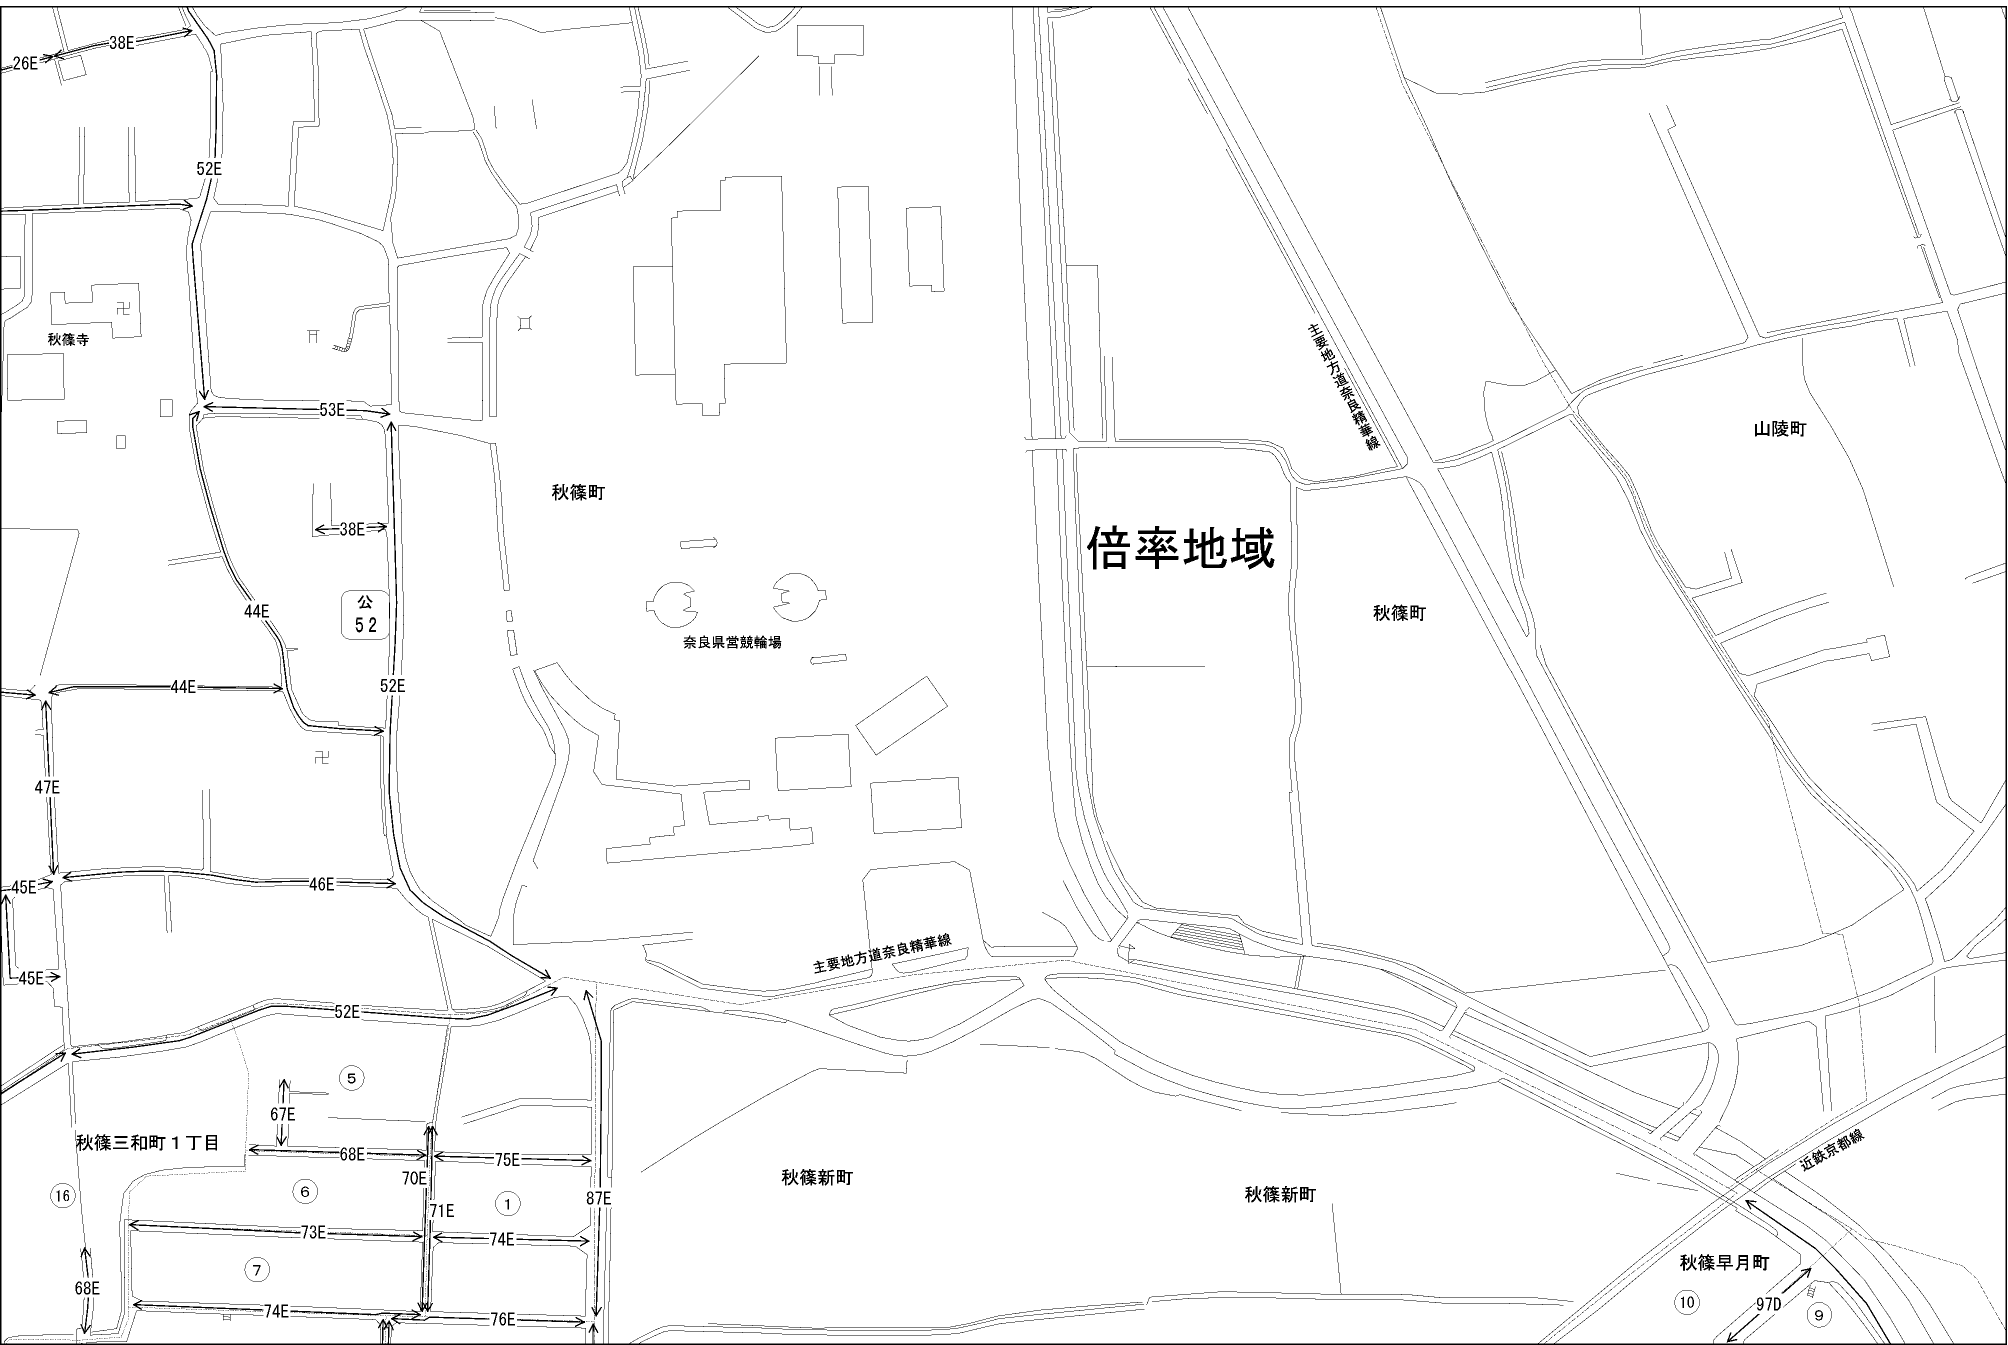 38E
26E
52E
秋篠寺
主要地方道奈良精華線
53E
山陵町
秋篠町
38E
倍率地域
公
52
44E
秋篠町
奈良県営競輪場
44E
52E
47E
46E
45E
主要地方道奈良精華線
45E
52E
5
67E
秋篠三和町1丁目
68E
75E
近鉄京都線
70E
秋篠新町
16
6
1
87E
秋篠新町
71E
73E
74E
秋篠早月町
7
68E
10
97D
74E
76E
9